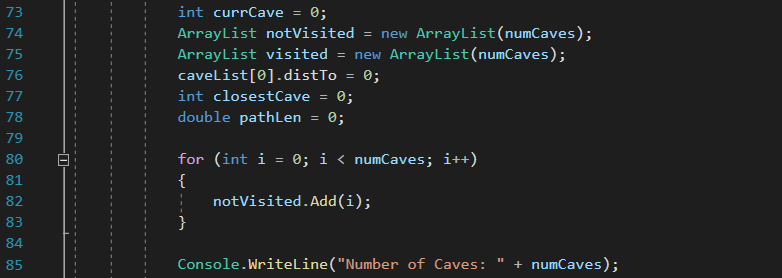 73 int currCave = 0;
74 ArrayList notVisited = new ArrayList(numCaves);
75 ArrayList visited = new ArrayList(numCaves);
76 caveList[0].distTo = 0;
77 int closestCave = 0;
78 double pathLen = 0;
79
80 for (int i = 0; i < numCaves; i++)
81 {
82 notVisited.Add(i);
83 }
84
85 Console.WriteLine("Number of Caves: " + numCaves);